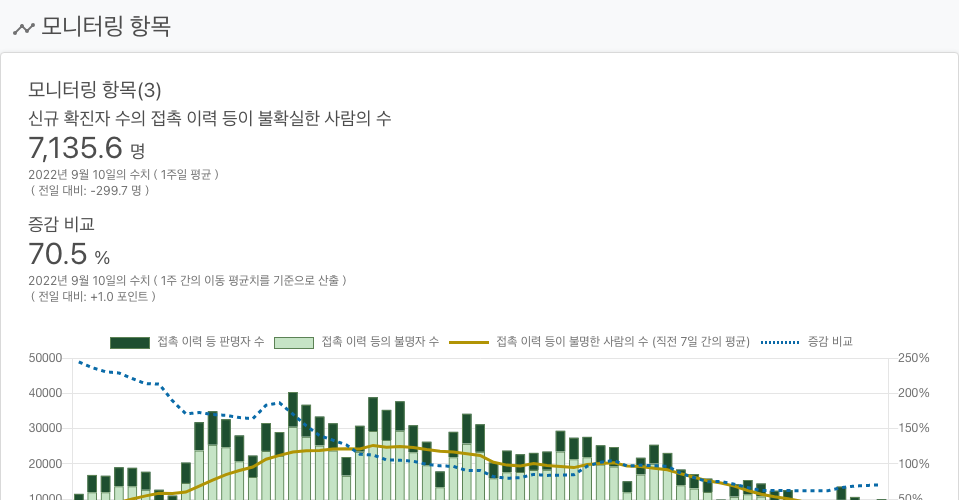 모니터링 항목
모니터링 항목(3)
신규 확진자 수의 접촉 이력 등이 불확실한 사람의 수
7,135.6 명
2022년 9월 10일의 수치 ( 1주일 평균 )
( 전일 대비: -299.7 명 )
증감 비교
70.5 %
2022년 9월 10일의 수치 ( 1주 간의 이동 평균치를 기준으로 산출 )
( 전일 대비: +1.0 포인트 )
접촉 이력 등 판명자 수 접촉 이력 등의 불명자 수 접촉 이력 등이 불명한 사람의 수 (직전 7일 간의 평균) 증감 비교
50000 250%
40000 200%
30000 150%
20000 100%
10000 50%